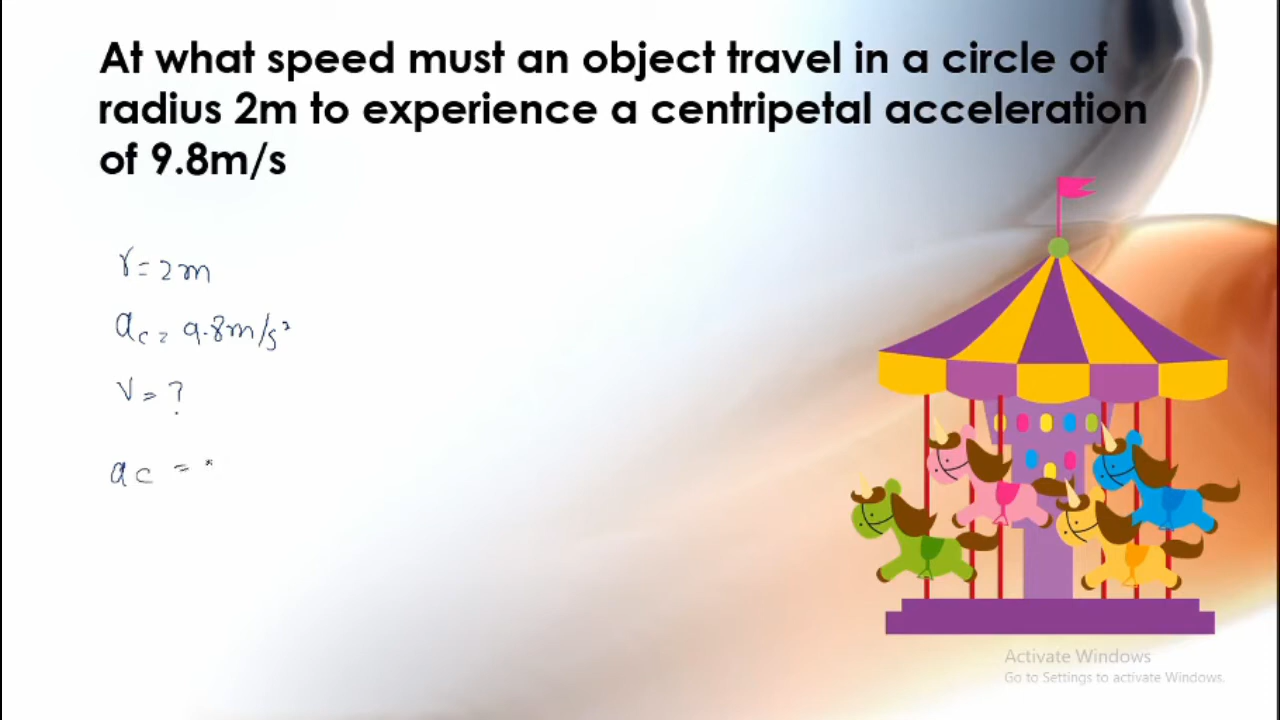 At what speed must an object travel in a circle of
radius 2m to experience a centripetal acceleration
of 9.8m/s
r = 2m
ac = 9.8m/s²
v = ?
ac =
Activate Windows
Go to Settings to activate Windows.